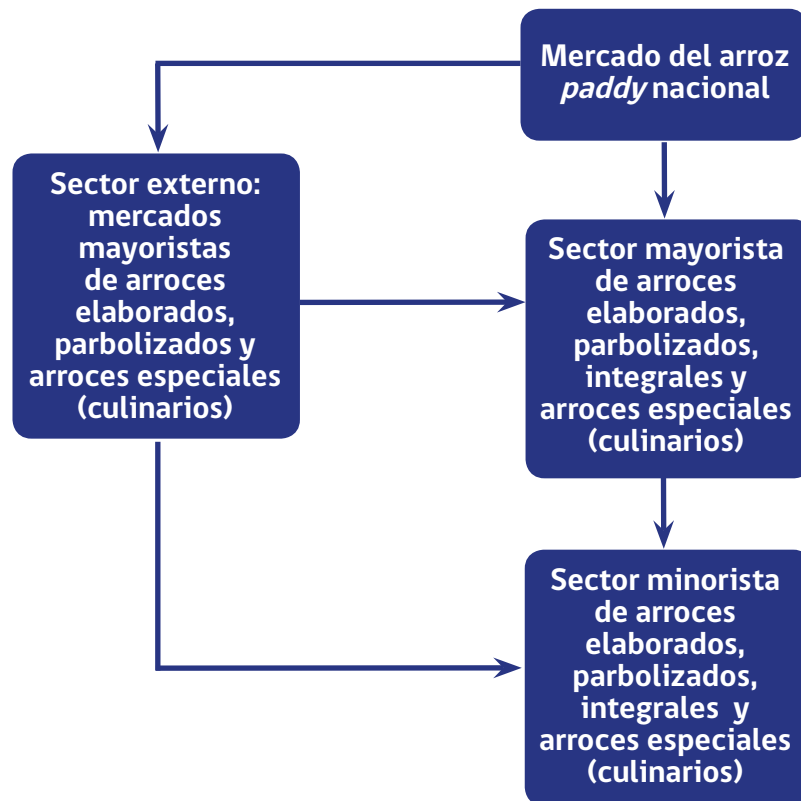 Mercado del arroz
paddy nacional
Sector externo:
mercados
mayoristas
de arroces
elaborados,
parbolizados y
arroces especiales
(culinarios)
Sector mayorista
de arroces
elaborados,
parbolizados,
integrales y
arroces especiales
(culinarios)
Sector minorista
de arroces
elaborados,
parbolizados,
integrales y
arroces especiales
(culinarios)